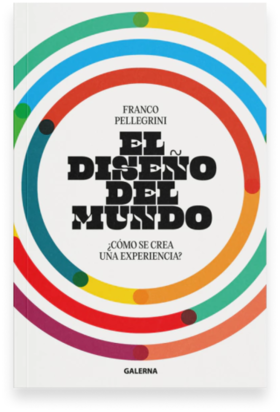 FRANCO
PELLEGRINI
EL
DISEÑO
DEL
MUNDO
¿CÓMO SE CREA
UNA EXPERIENCIA?
GALERNA